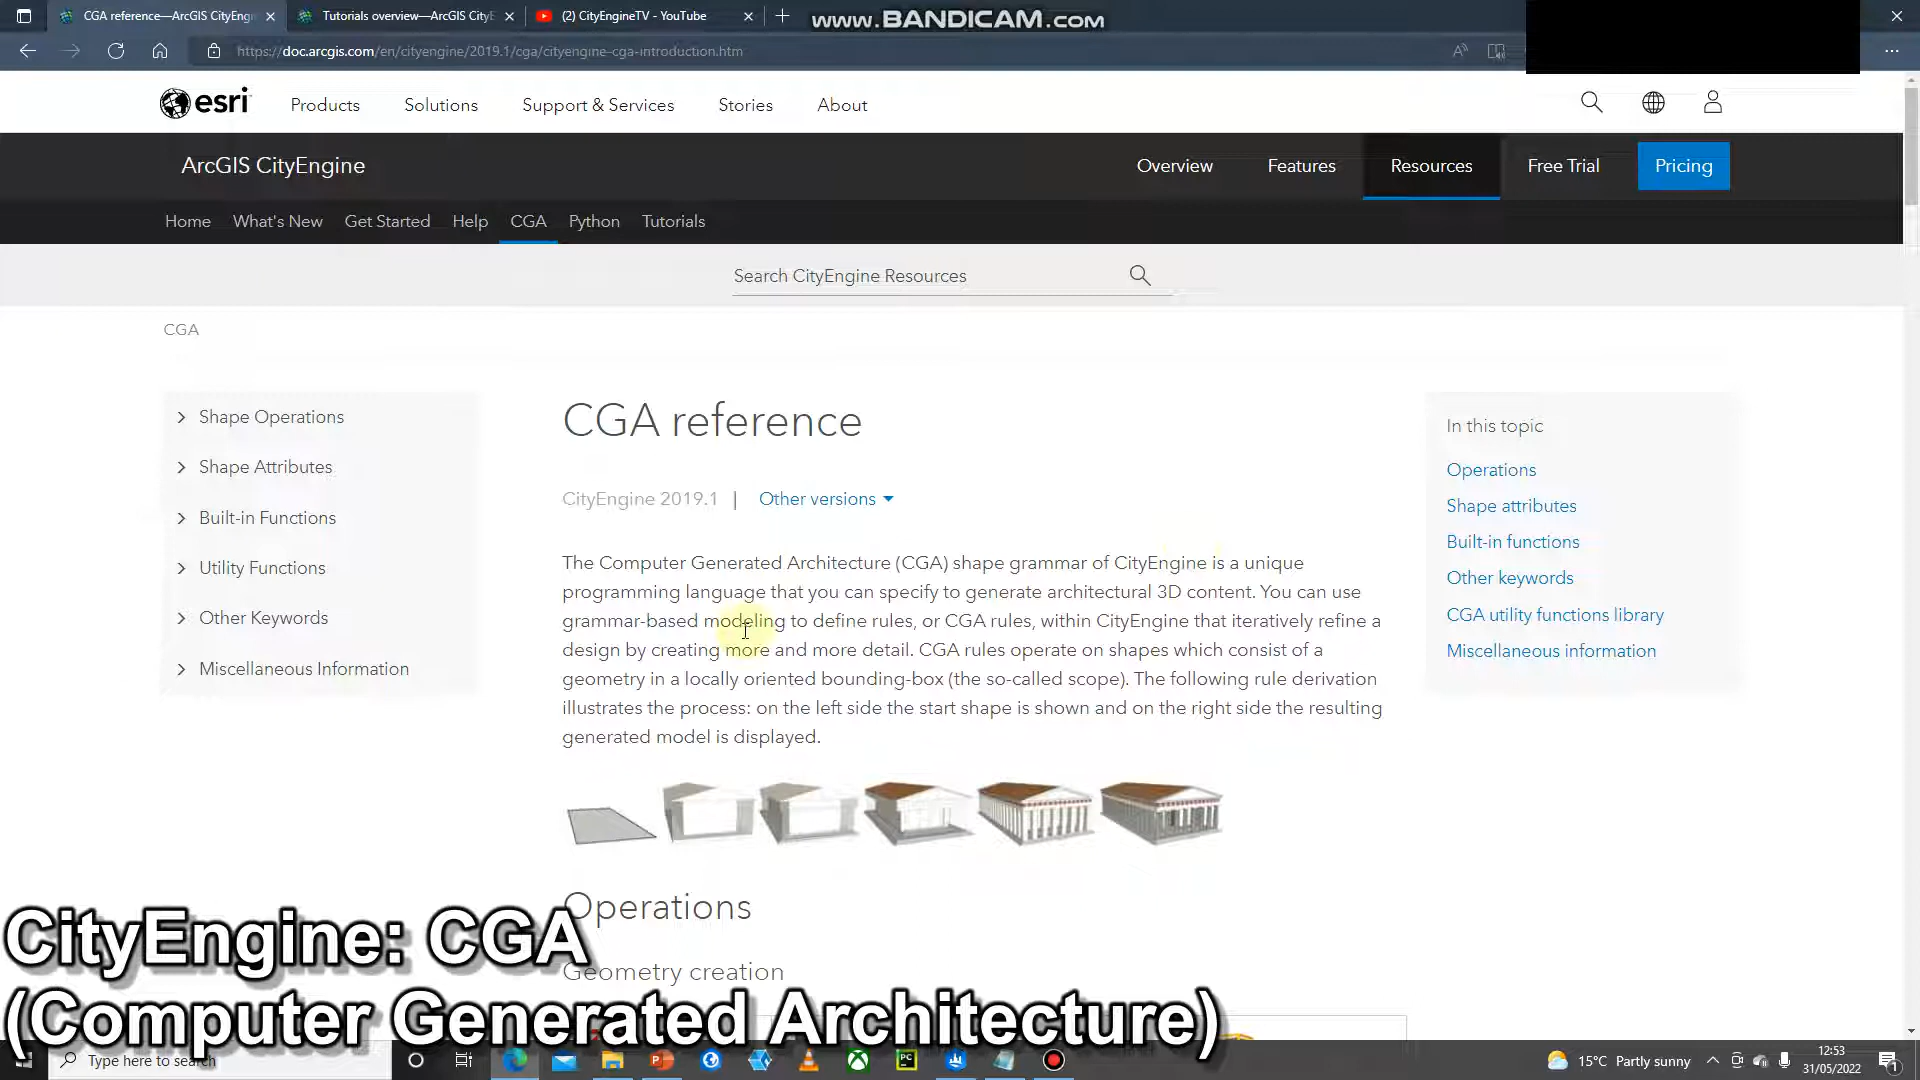 CGA reference—ArcGIS CityEngin
Tutorials overview—ArcGIS CityE
(2) CityEngineTV - YouTube
www.BANDICAM.com
https://doc.arcgis.com/en/cityengine/2019.1/cga/cityengine-cga-introduction.htm
esri
Products
Solutions
Support & Services
Stories
About
ArcGIS CityEngine
Overview
Features
Resources
Free Trial
Pricing
Home
What's New
Get Started
Help
CGA
Python
Tutorials
Search CityEngine Resources
CGA
Shape Operations
Shape Attributes
Built-in Functions
Utility Functions
Other Keywords
Miscellaneous Information
CGA reference
CityEngine 2019.1 | Other versions
The Computer Generated Architecture (CGA) shape grammar of CityEngine is a unique
programming language that you can specify to generate architectural 3D content. You can use
grammar-based modeling to define rules, or CGA rules, within CityEngine that iteratively refine a
design by creating more and more detail. CGA rules operate on shapes which consist of a
geometry in a locally oriented bounding-box (the so-called scope). The following rule derivation
illustrates the process: on the left side the start shape is shown and on the right side the resulting
generated model is displayed.
In this topic
Operations
Shape attributes
Built-in functions
Other keywords
CGA utility functions library
Miscellaneous information
Operations
Geometry creation
CityEngine: CGA
(Computer Generated Architecture)
Type here to search
15°C Partly sunny
12:53
31/05/2022